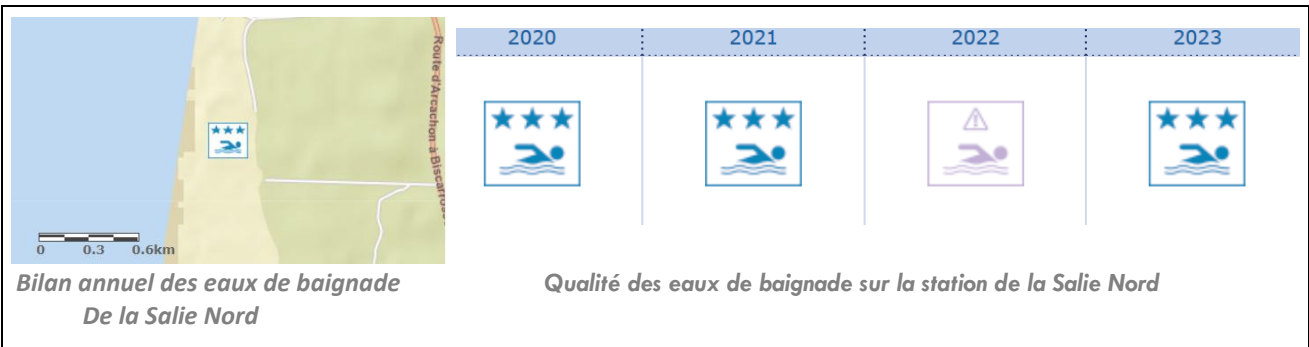 2020 2021 2022 2023
Route d'Arcachon à Biscarrosse
0 0.3 0.6km
Bilan annuel des eaux de baignade
De la Salie Nord
Qualité des eaux de baignade sur la station de la Salie Nord